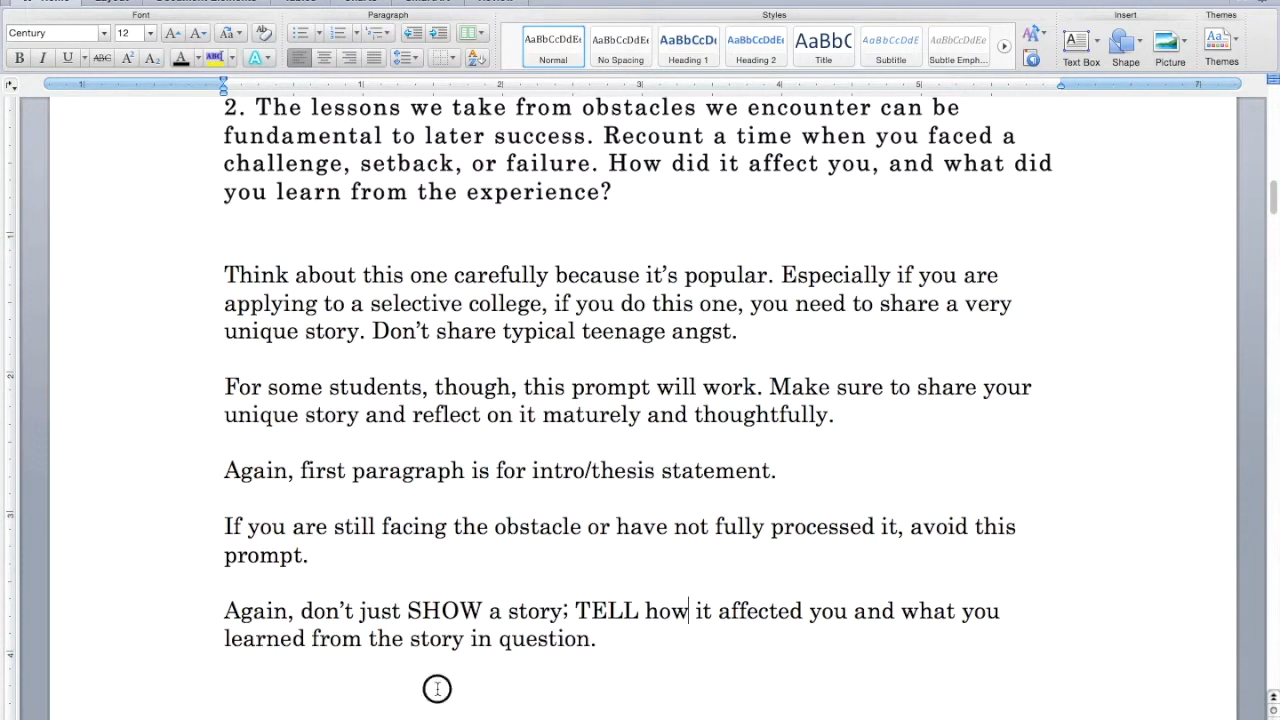 Font
Paragraph
Styles
Insert
Themes
Century
12
AaBbCcDdEe
AaBbCcDdEe
AaBbCcDc
AaBbCcDdEe
AaBbC
AaBbCcDdEe
AaBbCcDdEe
Normal
No Spacing
Heading 1
Heading 2
Title
Subtitle
Subtle Emph...
Text Box
Shape
Picture
Themes
2. The lessons we take from obstacles we encounter can be
fundamental to later success. Recount a time when you faced a
challenge, setback, or failure. How did it affect you, and what did
you learn from the experience?
Think about this one carefully because it’s popular. Especially if you are
applying to a selective college, if you do this one, you need to share a very
unique story. Don’t share typical teenage angst.
For some students, though, this prompt will work. Make sure to share your
unique story and reflect on it maturely and thoughtfully.
Again, first paragraph is for intro/thesis statement.
If you are still facing the obstacle or have not fully processed it, avoid this
prompt.
Again, don’t just SHOW a story; TELL how it affected you and what you
learned from the story in question.